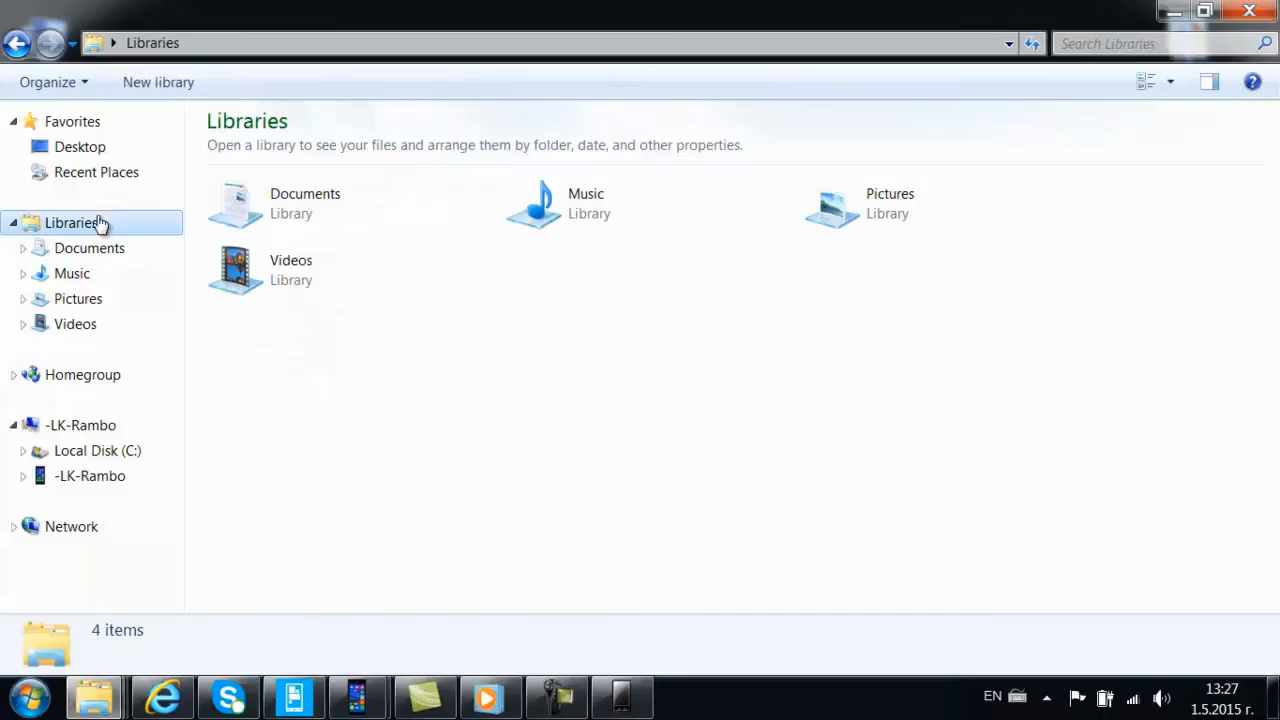 Libraries
Search Libraries
Organize
New library
Favorites
Desktop
Recent Places
Libraries
Documents
Music
Pictures
Videos
Homegroup
-LK-Rambo
Local Disk (C:)
-LK-Rambo
Network
Libraries
Open a library to see your files and arrange them by folder, date, and other properties.
Documents
Library
Music
Library
Pictures
Library
Videos
Library
4 items
EN
13:27
1.5.2015 г.